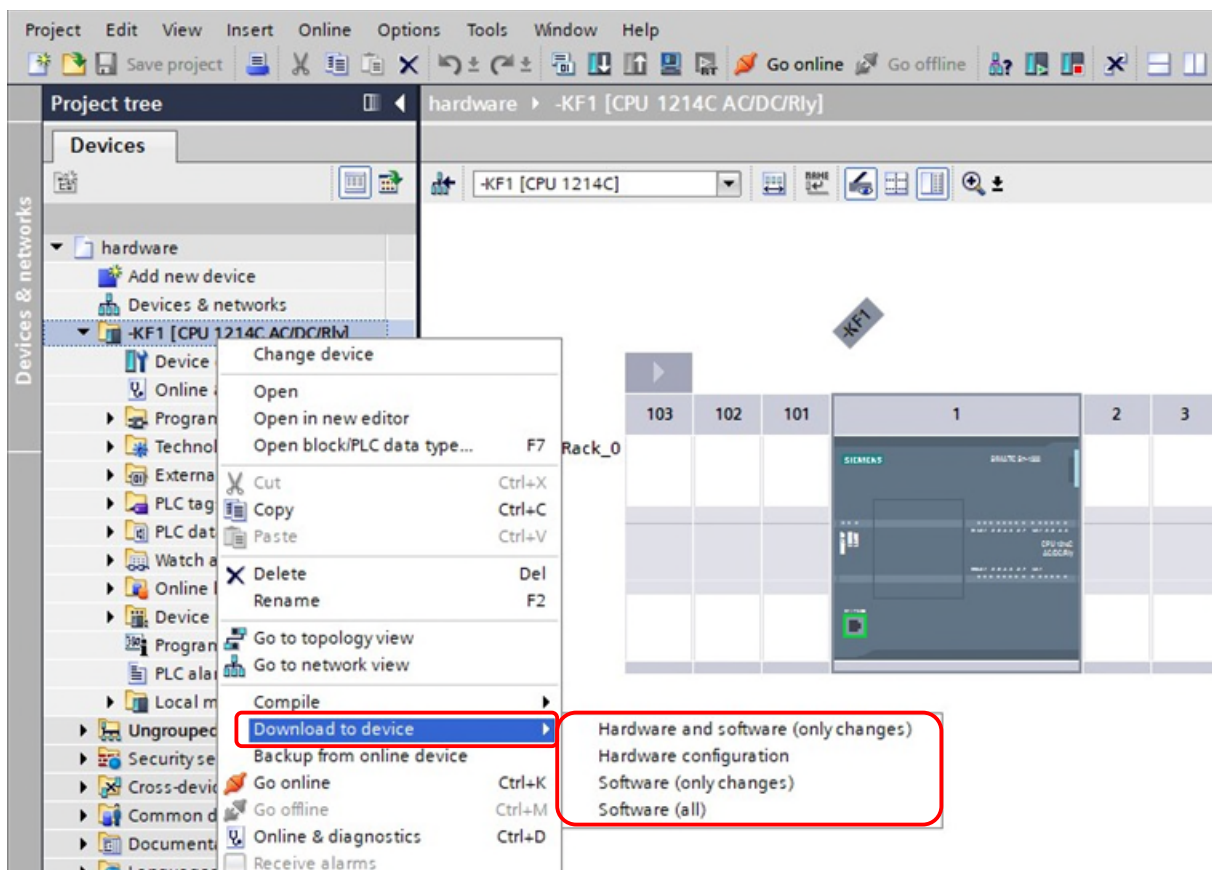 Project Edit View Insert Online Options Tools Window Help
Save project Go online Go offline
Project tree
hardware ▸ -KF1 [CPU 1214C AC/DC/Rly]
Devices
-KF1 [CPU 1214C]
Devices & networks
hardware
Add new device
Devices & networks
-KF1 [CPU 1214C AC/DC/Rly]
Device
Online
Program
Technol
Externa
PLC tag
PLC dat
Watch a
Online
Device
Program
PLC alar
Local m
Ungrouped
Security se
Cross-devic
Common d
Documenta
Change device
Open
Open in new editor
Open block/PLC data type... F7
Cut Ctrl+X
Copy Ctrl+C
Paste Ctrl+V
Delete Del
Rename F2
Go to topology view
Go to network view
Compile
Download to device
Backup from online device
Go online Ctrl+K
Go offline Ctrl+M
Online & diagnostics Ctrl+D
Receive alarms
Hardware and software (only changes)
Hardware configuration
Software (only changes)
Software (all)
-KF1
103 102 101 1 2 3
Rack_0
SIEMENS